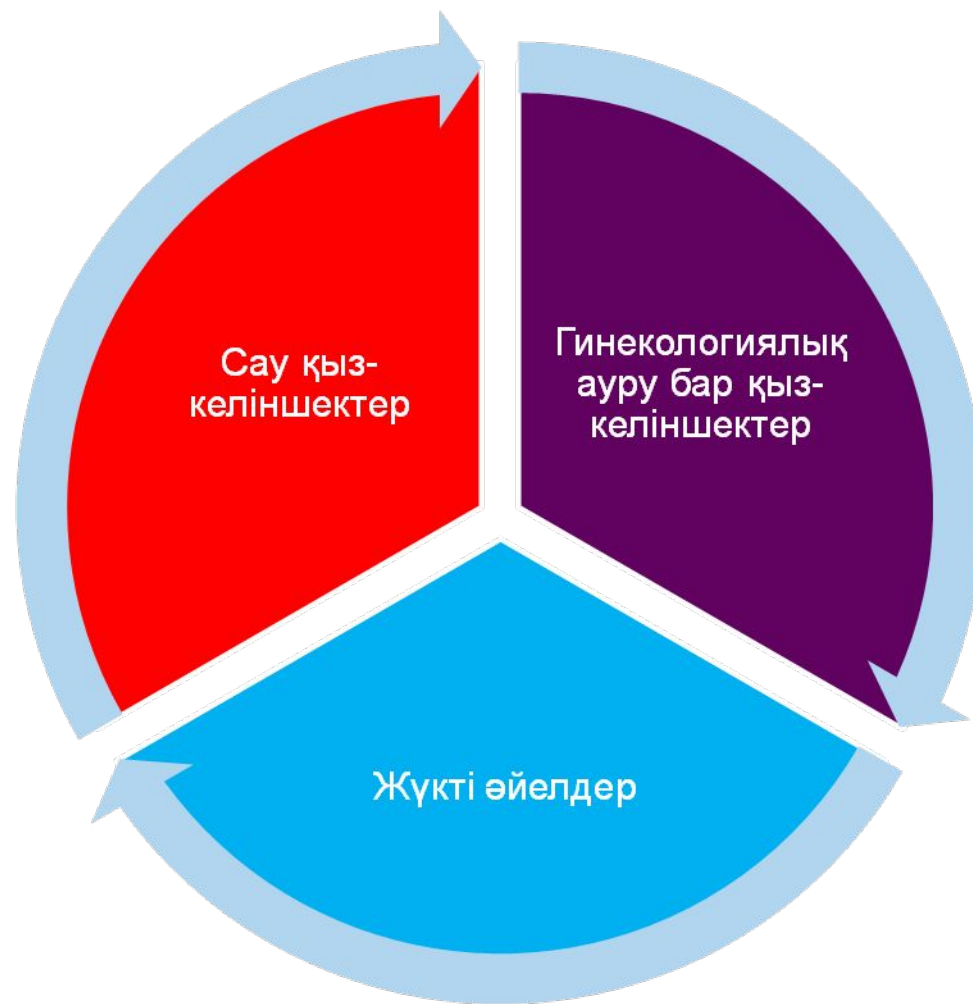 Сау қыз-
келіншектер
Гинекологиялық
ауру бар қыз-
келіншектер
Жүкті әйелдер